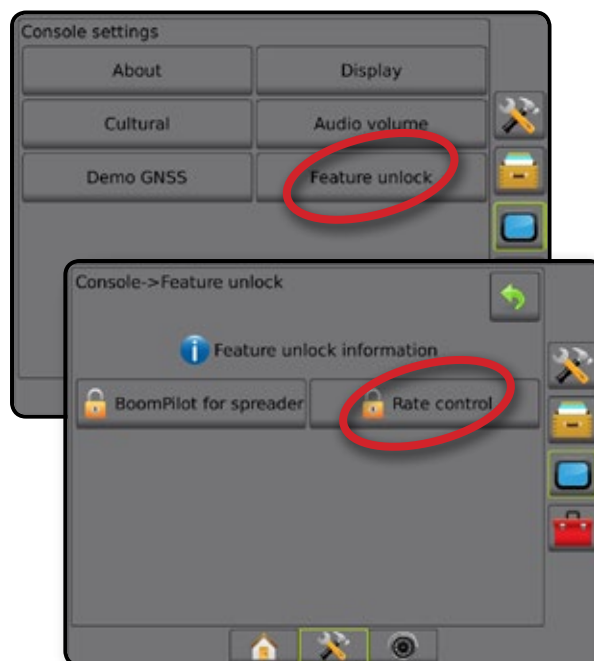 Console settings
About
Display
Cultural
Audio volume
Demo GNSS
Feature unlock
Console->Feature unlock
Feature unlock information
BoomPilot for spreader
Rate control